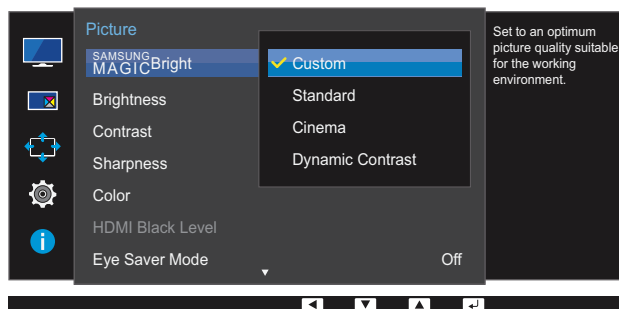 Picture
SAMSUNG
MAGICBright
Custom
Brightness
Standard
Contrast
Cinema
Sharpness
Dynamic Contrast
Color
HDMI Black Level
Eye Saver Mode
Off
Set to an optimum
picture quality suitable
for the working
environment.